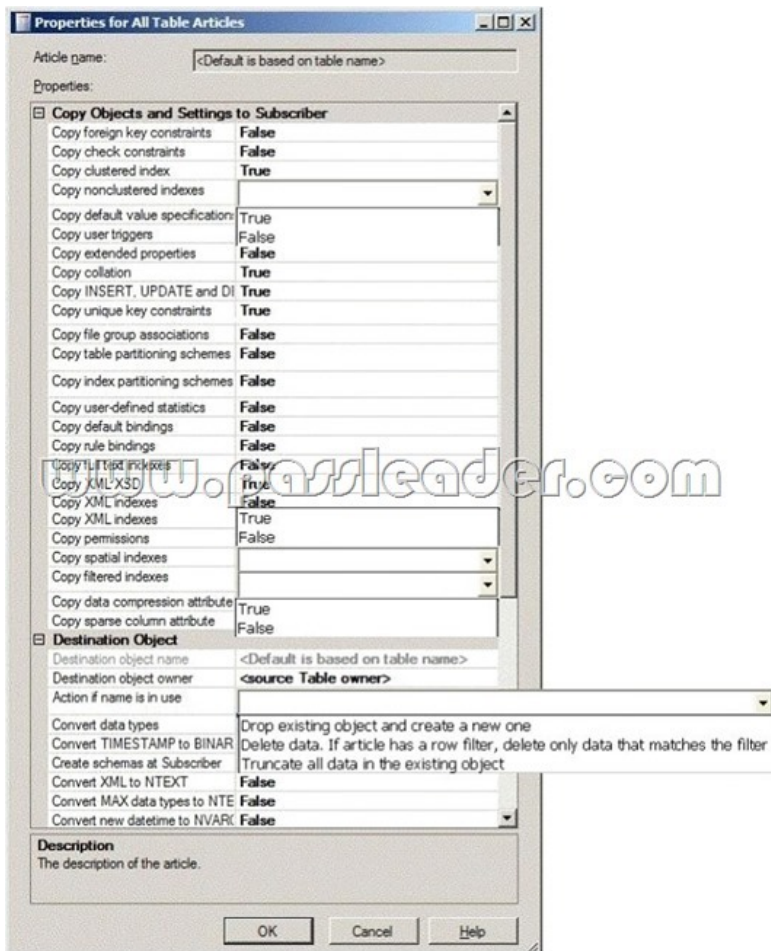 Properties for All Table Articles
Article name: <Default is based on table name>
Properties:
Copy Objects and Settings to Subscriber
Copy foreign key constraints False
Copy check constraints False
Copy clustered index True
Copy nonclustered indexes
Copy default value specification: True
Copy user triggers False
Copy extended properties False
Copy collation True
Copy INSERT, UPDATE and DI True
Copy unique key constraints True
Copy file group associations False
Copy table partitioning schemes False
Copy index partitioning schemes False
Copy user-defined statistics False
Copy default bindings False
Copy rule bindings False
Copy full text indexes False
www.passleader.com
Copy XML XSD True
Copy XML indexes False
Copy XML indexes True
Copy permissions False
Copy spatial indexes
Copy filtered indexes
Copy data compression attribute True
Copy sparse column attribute False
Destination Object
Destination object name <Default is based on table name>
Destination object owner <source Table owner>
Action if name is in use
Convert data types Drop existing object and create a new one
Convert TIMESTAMP to BINAR Delete data. If article has a row filter, delete only data that matches the filter
Create schemas at Subscriber Truncate all data in the existing object
Convert XML to NTEXT False
Convert MAX data types to NTE False
Convert new datetime to NVARC False
Description
The description of the article.
OK Cancel Help